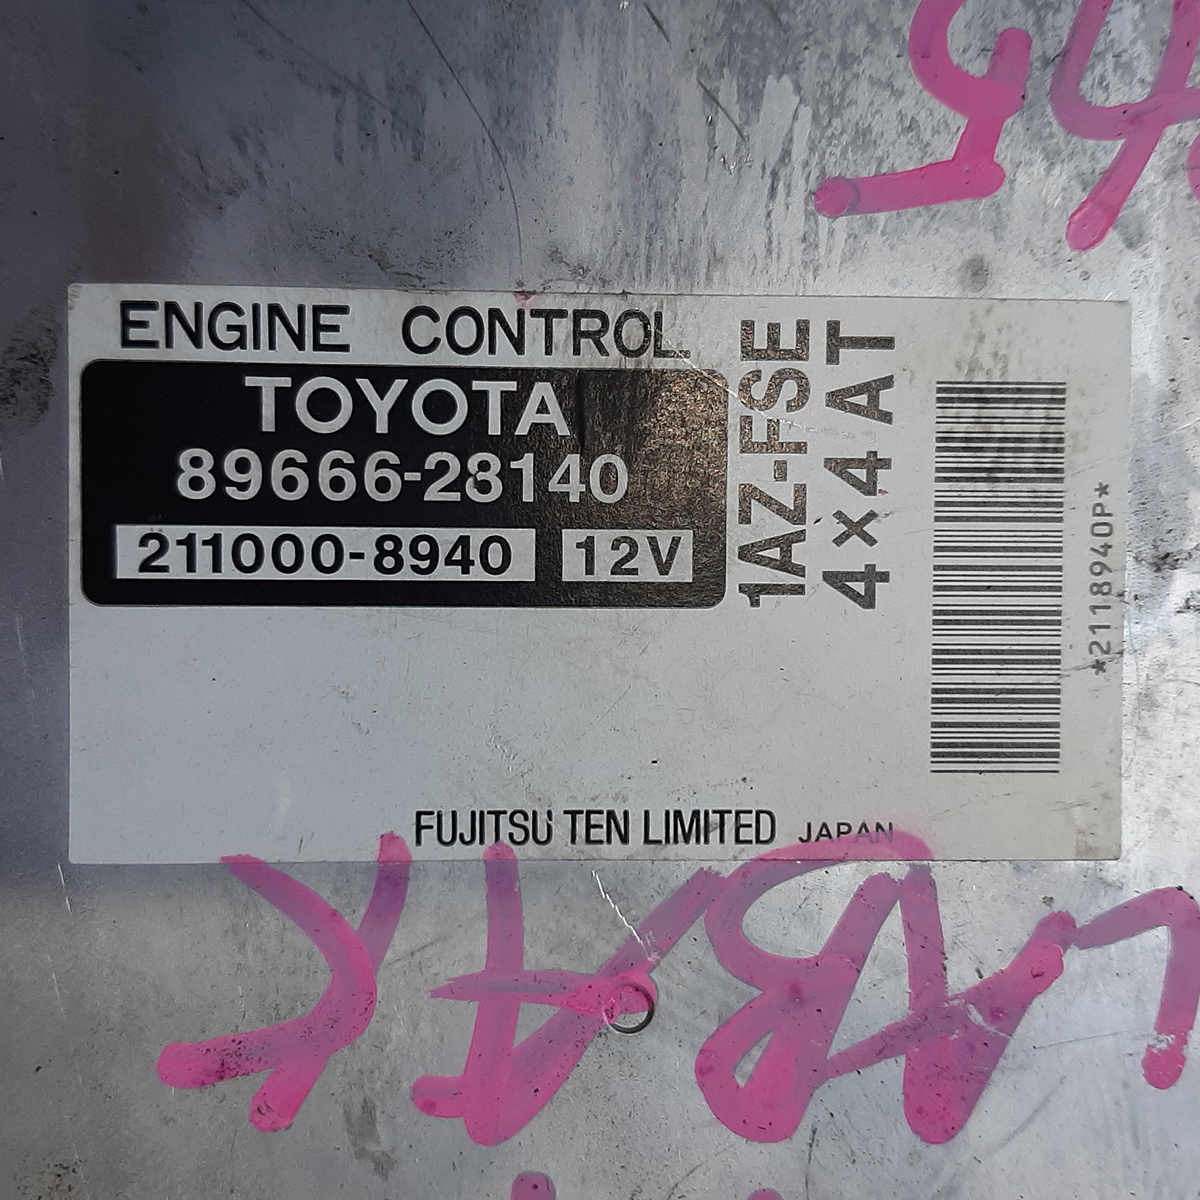 ENGINE CONTROL
TOYOTA
89666-28140
211000-8940 12V
1AZ-FSE
4×4 AT
*2118940P*
FUJITSU TEN LIMITED JAPAN